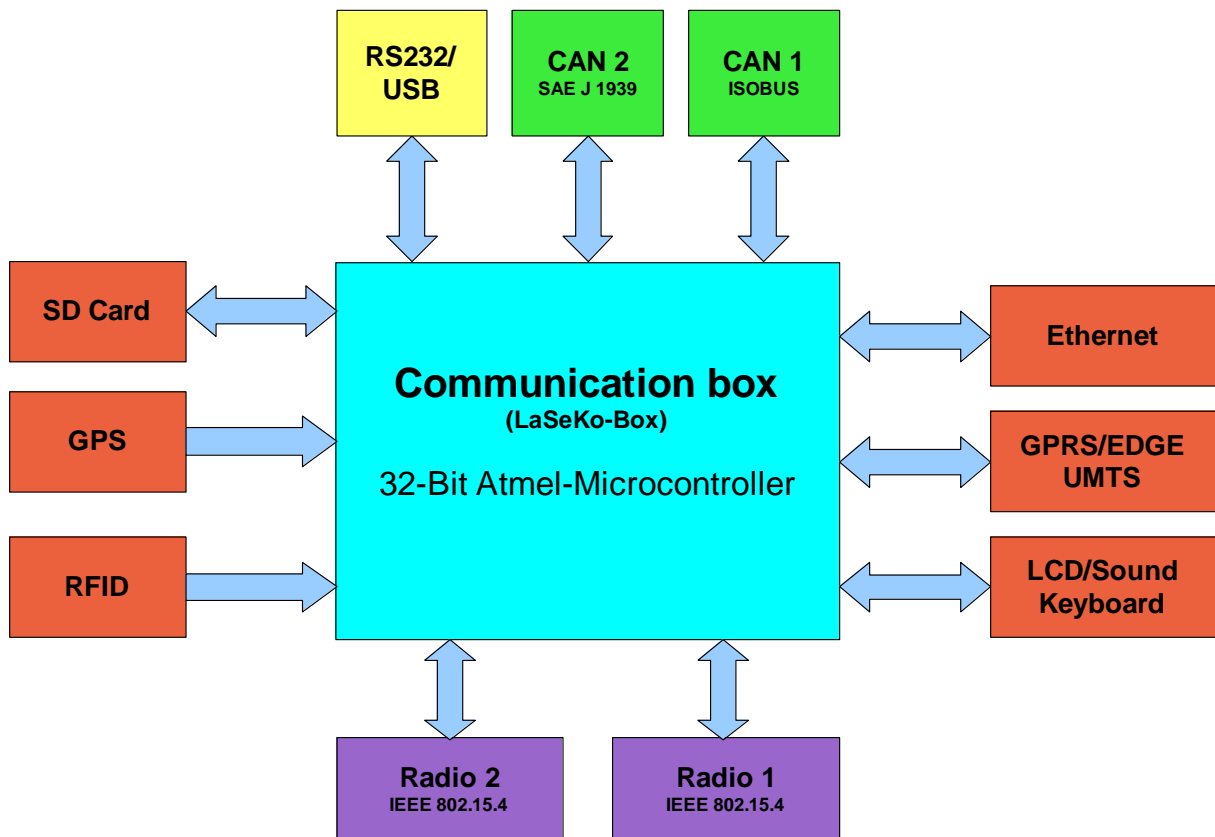 RS232/
USB
CAN 2
SAE J 1939
CAN 1
ISOBUS
SD Card
GPS
RFID
Communication box
(LaSeKo-Box)
32-Bit Atmel-Microcontroller
Ethernet
GPRS/EDGE
UMTS
LCD/Sound
Keyboard
Radio 2
IEEE 802.15.4
Radio 1
IEEE 802.15.4